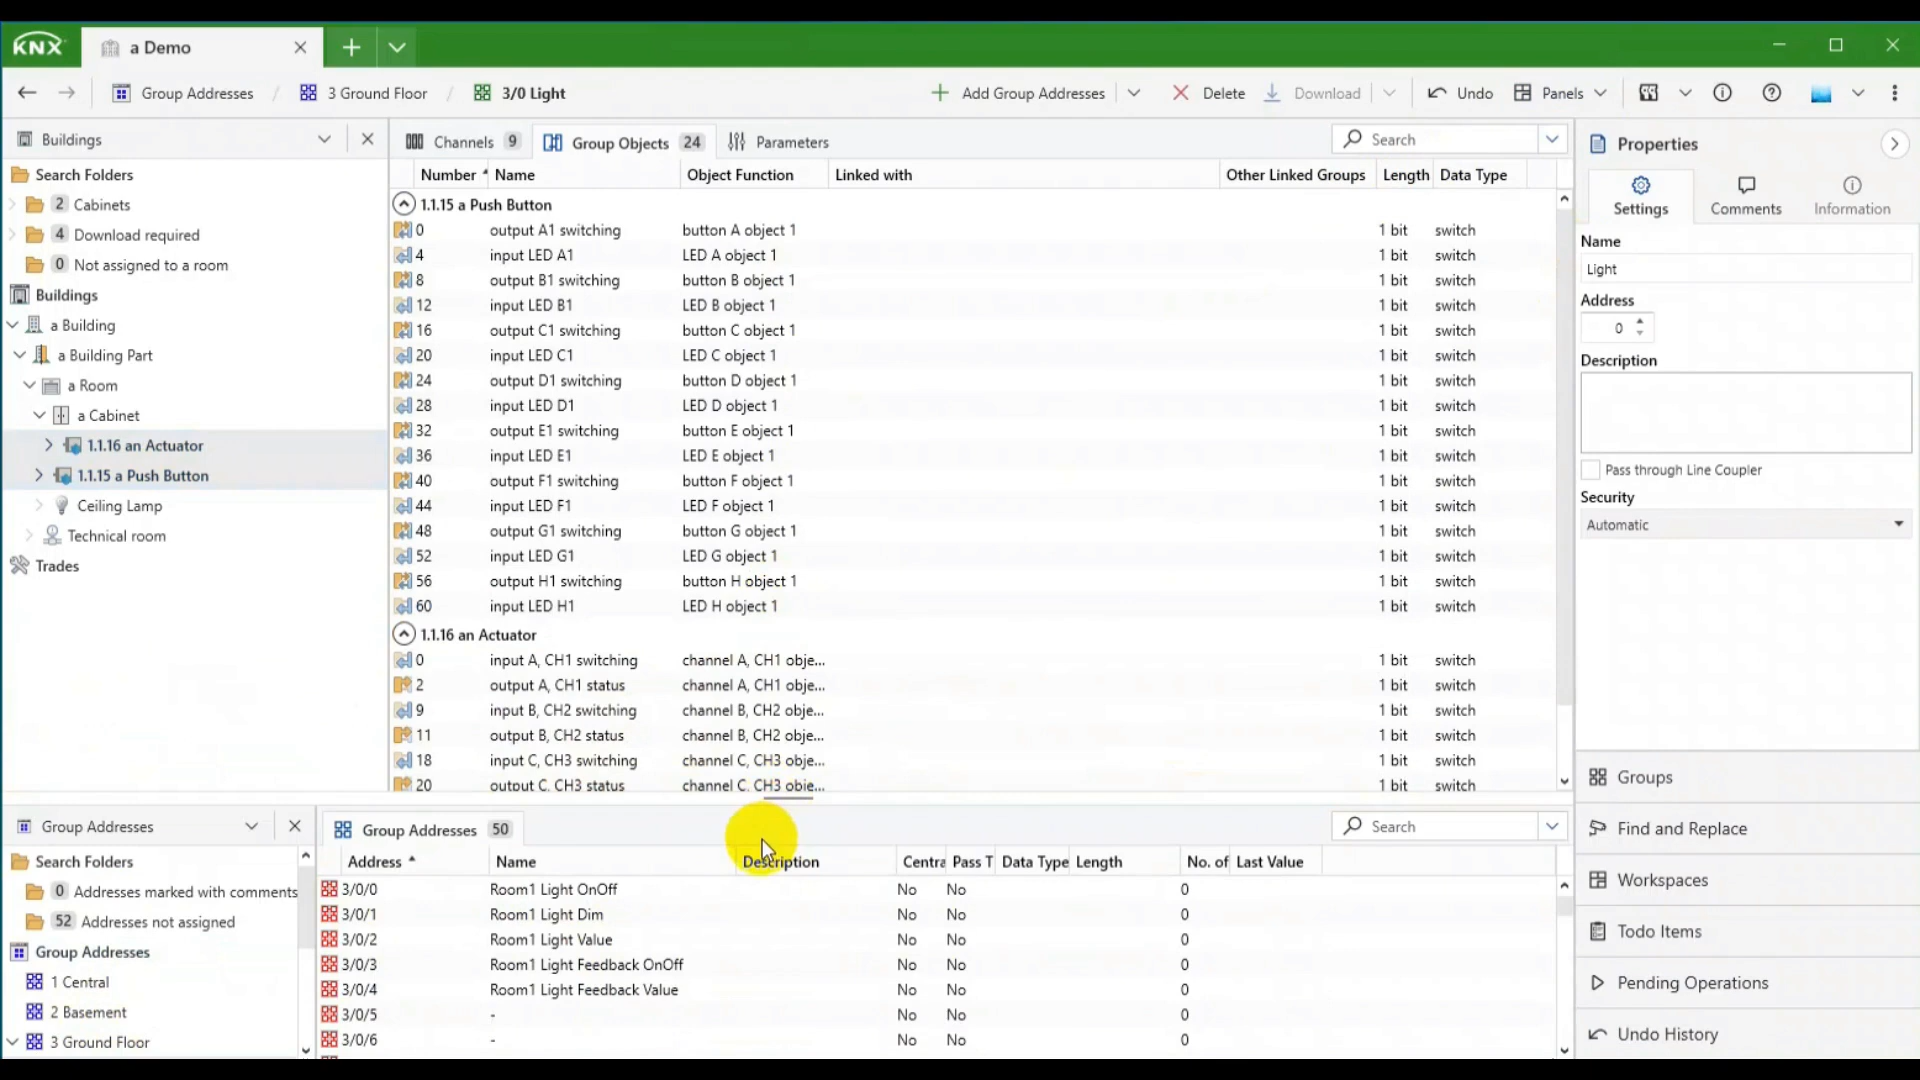 KNX
a Demo
Group Addresses / 3 Ground Floor / 3/0 Light
Add Group Addresses
Delete
Download
Undo
Panels
Buildings
Search Folders
2 Cabinets
4 Download required
0 Not assigned to a room
Buildings
a Building
a Building Part
a Room
a Cabinet
1.1.16 an Actuator
1.1.15 a Push Button
Ceiling Lamp
Technical room
Trades
Channels 9
Group Objects 24
Parameters
Search
Number Name Object Function Linked with Other Linked Groups Length Data Type
1.1.15 a Push Button
0 output A1 switching button A object 1 1 bit switch
4 input LED A1 LED A object 1 1 bit switch
8 output B1 switching button B object 1 1 bit switch
12 input LED B1 LED B object 1 1 bit switch
16 output C1 switching button C object 1 1 bit switch
20 input LED C1 LED C object 1 1 bit switch
24 output D1 switching button D object 1 1 bit switch
28 input LED D1 LED D object 1 1 bit switch
32 output E1 switching button E object 1 1 bit switch
36 input LED E1 LED E object 1 1 bit switch
40 output F1 switching button F object 1 1 bit switch
44 input LED F1 LED F object 1 1 bit switch
48 output G1 switching button G object 1 1 bit switch
52 input LED G1 LED G object 1 1 bit switch
56 output H1 switching button H object 1 1 bit switch
60 input LED H1 LED H object 1 1 bit switch
1.1.16 an Actuator
0 input A, CH1 switching channel A, CH1 obje... 1 bit switch
2 output A, CH1 status channel A, CH1 obje... 1 bit switch
9 input B, CH2 switching channel B, CH2 obje... 1 bit switch
11 output B, CH2 status channel B, CH2 obje... 1 bit switch
18 input C, CH3 switching channel C, CH3 obje... 1 bit switch
20 output C, CH3 status channel C, CH3 obje... 1 bit switch
Properties
Settings
Comments
Information
Name
Light
Address
0
Description
Pass through Line Coupler
Security
Automatic
Groups
Find and Replace
Workspaces
Todo Items
Pending Operations
Undo History
Group Addresses
Search Folders
0 Addresses marked with comments
52 Addresses not assigned
Group Addresses
1 Central
2 Basement
3 Ground Floor
Group Addresses 50
Search
Address Name Description Centra Pass T Data Type Length No. of Last Value
3/0/0 Room1 Light OnOff No No 0
3/0/1 Room1 Light Dim No No 0
3/0/2 Room1 Light Value No No 0
3/0/3 Room1 Light Feedback OnOff No No 0
3/0/4 Room1 Light Feedback Value No No 0
3/0/5 - No No 0
3/0/6 - No No 0